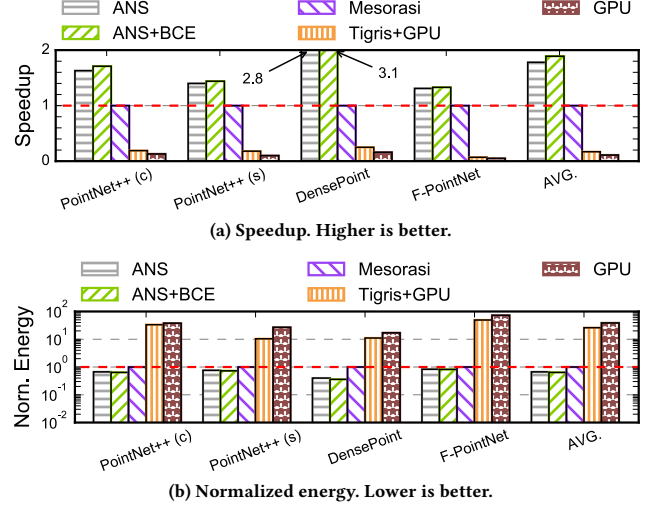 ANS Mesorasi GPU
ANS+BCE Tigris+GPU
Speedup
2
1
0
2.8 3.1
PointNet++ (c) PointNet++ (s) DensePoint F-PointNet AVG.
(a) Speedup. Higher is better.
ANS Mesorasi GPU
ANS+BCE Tigris+GPU
Norm. Energy
10^2
10^1
10^0
10^-1
10^-2
PointNet++ (c) PointNet++ (s) DensePoint F-PointNet AVG.
(b) Normalized energy. Lower is better.